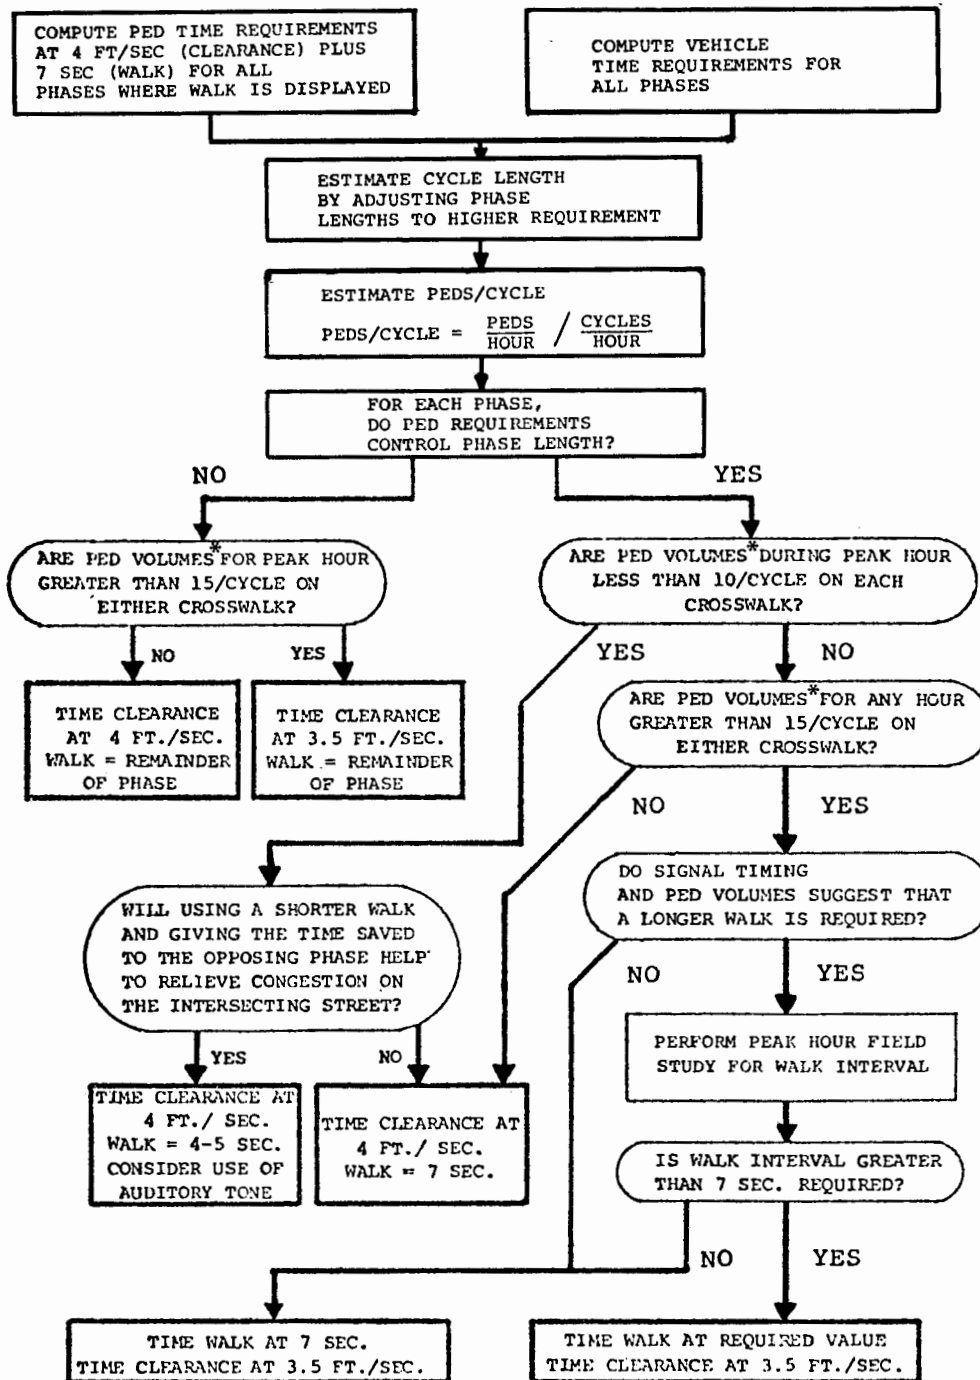 COMPUTE PED TIME REQUIREMENTS
AT 4 FT/SEC (CLEARANCE) PLUS
7 SEC (WALK) FOR ALL
PHASES WHERE WALK IS DISPLAYED
COMPUTE VEHICLE
TIME REQUIREMENTS FOR
ALL PHASES
ESTIMATE CYCLE LENGTH
BY ADJUSTING PHASE
LENGTHS TO HIGHER REQUIREMENT
ESTIMATE PEDS/CYCLE
PEDS/CYCLE = PEDS/HOUR / CYCLES/HOUR
FOR EACH PHASE,
DO PED REQUIREMENTS
CONTROL PHASE LENGTH?
NO
YES
ARE PED VOLUMES* FOR PEAK HOUR
GREATER THAN 15/CYCLE ON
EITHER CROSSWALK?
ARE PED VOLUMES* DURING PEAK HOUR
LESS THAN 10/CYCLE ON EACH
CROSSWALK?
NO
YES
YES
NO
TIME CLEARANCE
AT 4 FT./SEC.
WALK = REMAINDER
OF PHASE
TIME CLEARANCE
AT 3.5 FT./SEC.
WALK = REMAINDER
OF PHASE
ARE PED VOLUMES* FOR ANY HOUR
GREATER THAN 15/CYCLE ON
EITHER CROSSWALK?
NO
YES
WILL USING A SHORTER WALK
AND GIVING THE TIME SAVED
TO THE OPPOSING PHASE HELP
TO RELIEVE CONGESTION ON
THE INTERSECTING STREET?
DO SIGNAL TIMING
AND PED VOLUMES SUGGEST THAT
A LONGER WALK IS REQUIRED?
NO
YES
YES
NO
PERFORM PEAK HOUR FIELD
STUDY FOR WALK INTERVAL
TIME CLEARANCE AT
4 FT./ SEC.
WALK = 4-5 SEC.
CONSIDER USE OF
AUDITORY TONE
TIME CLEARANCE AT
4 FT./ SEC.
WALK = 7 SEC.
IS WALK INTERVAL GREATER
THAN 7 SEC. REQUIRED?
NO
YES
TIME WALK AT 7 SEC.
TIME CLEARANCE AT 3.5 FT./SEC.
TIME WALK AT REQUIRED VALUE
TIME CLEARANCE AT 3.5 FT./SEC.